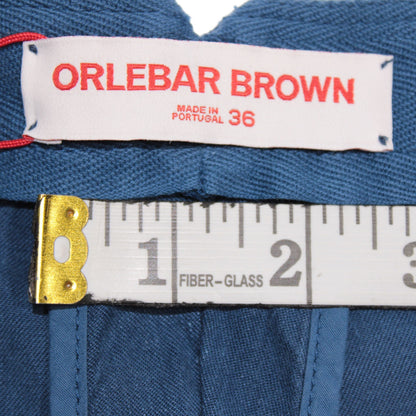 ORLEBAR BROWN
MADE IN
PORTUGAL 36
1 FIBER-GLASS 2 3